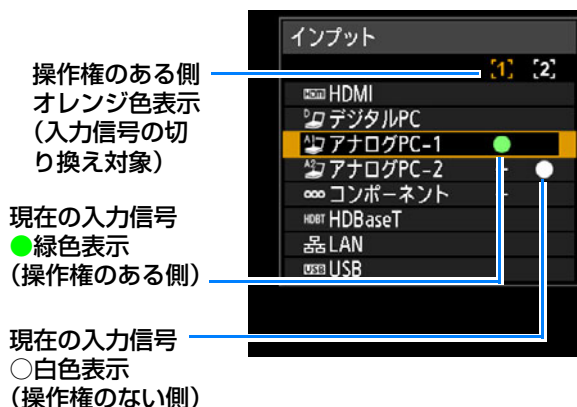 操作権のある側
オレンジ色表示
（入力信号の切
り換え対象）
現在の入力信号
●緑色表示
（操作権のある側）
現在の入力信号
○白色表示
（操作権のない側）
インプット
[1] [2]
HDMI HDMI
D デジタルPC
A1 アナログPC-1
A2 アナログPC-2 -
コンポーネント -
HDBT HDBaseT
LAN
USB USB